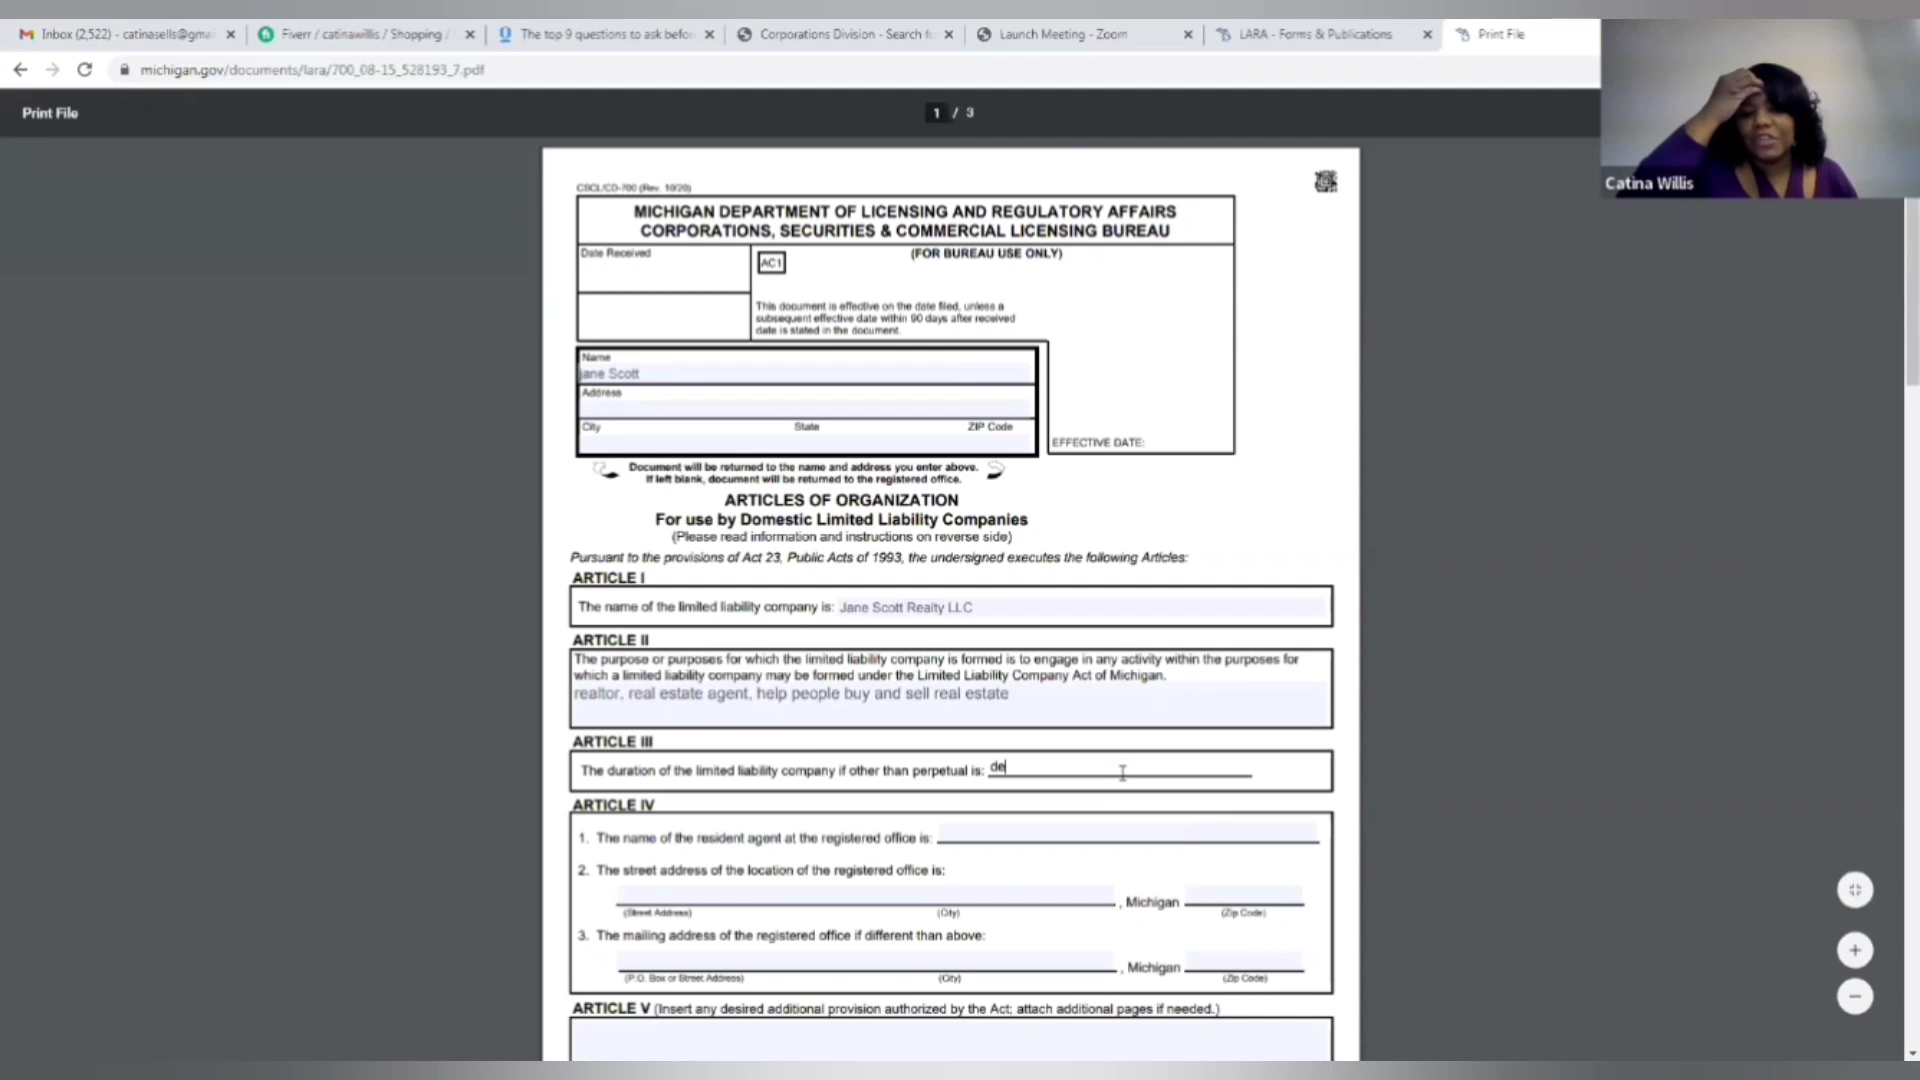 Inbox (2,522) - catinasells@gmai
Fiverr / catinawillis / Shopping /
The top 9 questions to ask befor
Corporations Division - Search fo
Launch Meeting - Zoom
LARA - Forms & Publications
Print File
michigan.gov/documents/lara/700_08-15_528193_7.pdf
Print File
1 / 3
Catina Willis
CSCL/CD-700 (Rev. 10/20)
MICHIGAN DEPARTMENT OF LICENSING AND REGULATORY AFFAIRS
CORPORATIONS, SECURITIES & COMMERCIAL LICENSING BUREAU
Date Received
AC1
(FOR BUREAU USE ONLY)
This document is effective on the date filed, unless a
subsequent effective date within 90 days after received
date is stated in the document.
Name
jane Scott
Address
City State ZIP Code
EFFECTIVE DATE:
Document will be returned to the name and address you enter above.
If left blank, document will be returned to the registered office.
ARTICLES OF ORGANIZATION
For use by Domestic Limited Liability Companies
(Please read information and instructions on reverse side)
Pursuant to the provisions of Act 23, Public Acts of 1993, the undersigned executes the following Articles:
ARTICLE I
The name of the limited liability company is: Jane Scott Realty LLC
ARTICLE II
The purpose or purposes for which the limited liability company is formed is to engage in any activity within the purposes for
which a limited liability company may be formed under the Limited Liability Company Act of Michigan.
realtor, real estate agent, help people buy and sell real estate
ARTICLE III
The duration of the limited liability company if other than perpetual is: de
ARTICLE IV
1. The name of the resident agent at the registered office is:
2. The street address of the location of the registered office is:
, Michigan
(Street Address) (City) (Zip Code)
3. The mailing address of the registered office if different than above:
, Michigan
(P.O. Box or Street Address) (City) (Zip Code)
ARTICLE V (Insert any desired additional provision authorized by the Act; attach additional pages if needed.)